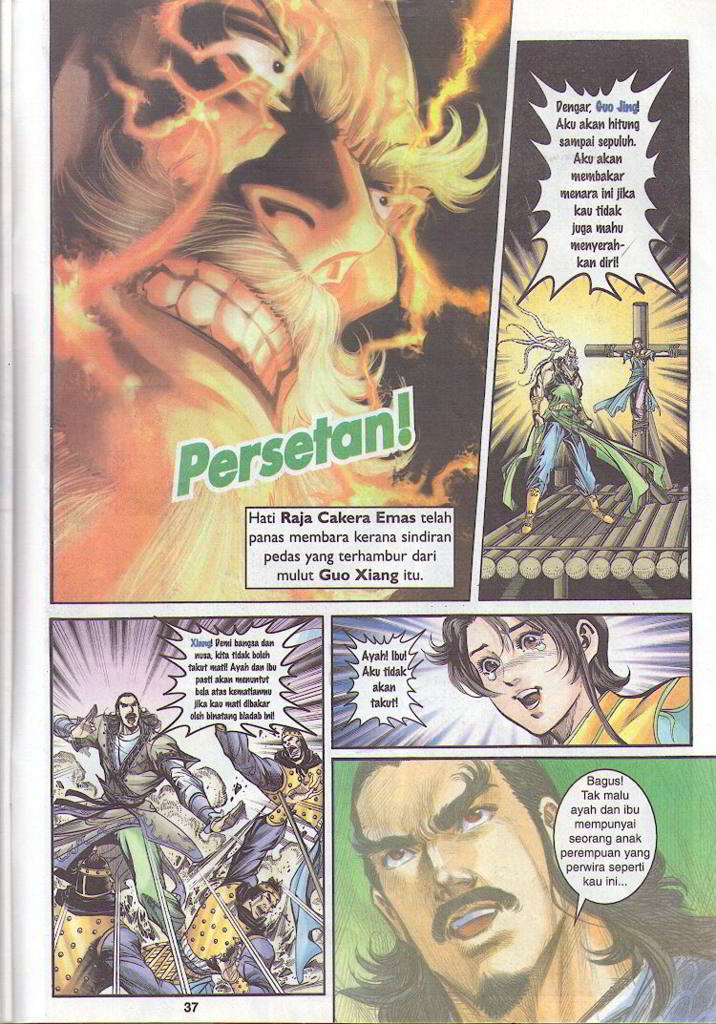 Persetan!
Hati Raja Cakera Emas telah
panas membara kerana sindiran
pedas yang terhambur dari
mulut Guo Xiang itu.
Dengar, Guo Jing!
Aku akan hitung
sampai sepuluh.
Aku akan
membakar
menara ini jika
kau tidak
juga mahu
menyerah-
kan diri!
Xiang! Demi bangsa dan
nusa, kita tidak boleh
takut mati! Ayah dan ibu
pasti akan menuntut
bela atas kematianmu
jika kau mati dibakar
oleh binatang biadab ini!
Ayah! Ibu!
Aku tidak
akan
takut!
Bagus!
Tak malu
ayah dan ibu
mempunyai
seorang anak
perempuan yang
perwira seperti
kau ini...
37